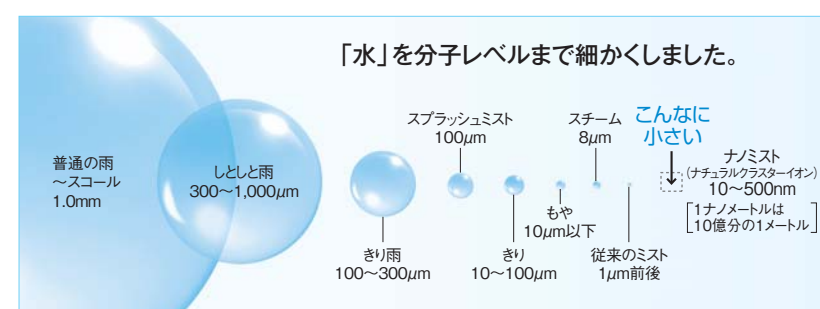 「水」を分子レベルまで細かくしました。
普通の雨
～スコール
1.0mm
しとしと雨
300～1,000μm
きり雨
100～300μm
スプラッシュミスト
100μm
きり
10～100μm
もや
10μm以下
スチーム
8μm
従来のミスト
1μm前後
こんなに
小さい
ナノミスト
(ナチュラルクラスターイオン)
10～500nm
[1ナノメートルは
10億分の1メートル]